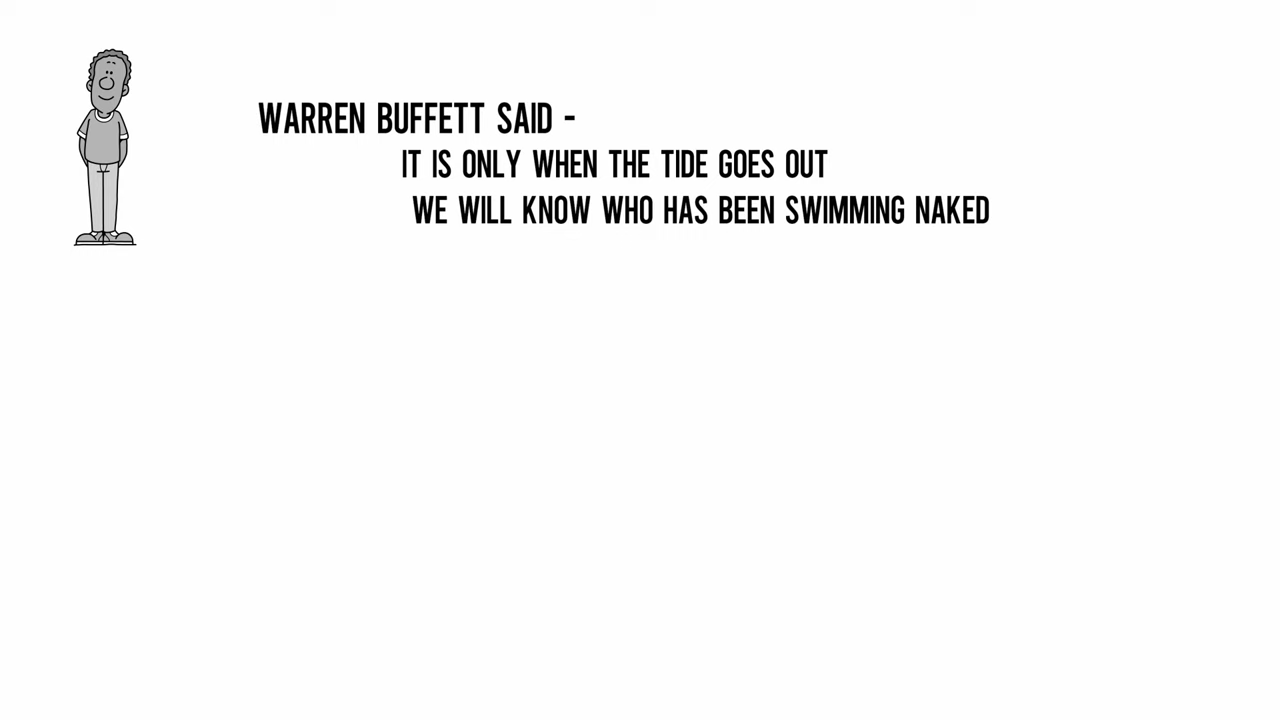 WARREN BUFFETT SAID -
IT IS ONLY WHEN THE TIDE GOES OUT
WE WILL KNOW WHO HAS BEEN SWIMMING NAKED